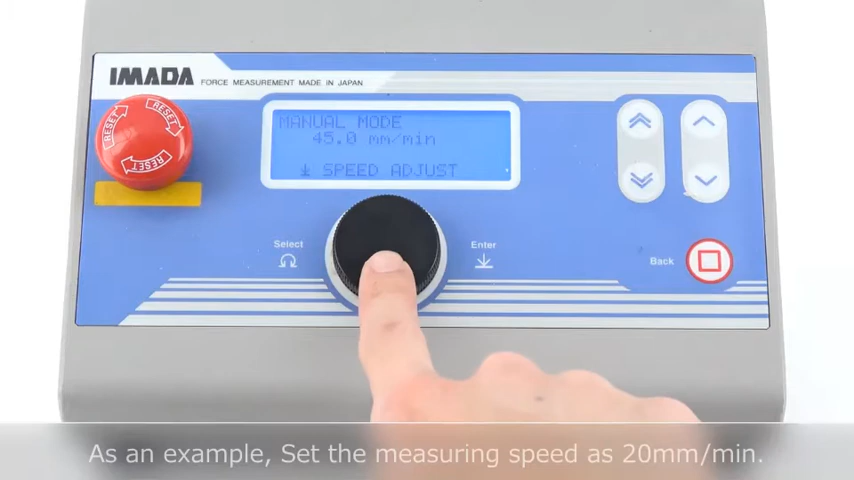 IMADA FORCE MEASUREMENT MADE IN JAPAN
RESET RESET RESET
MANUAL MODE
45.0 mm/min
SPEED ADJUST
Select
Enter
Back
As an example, Set the measuring speed as 20mm/min.